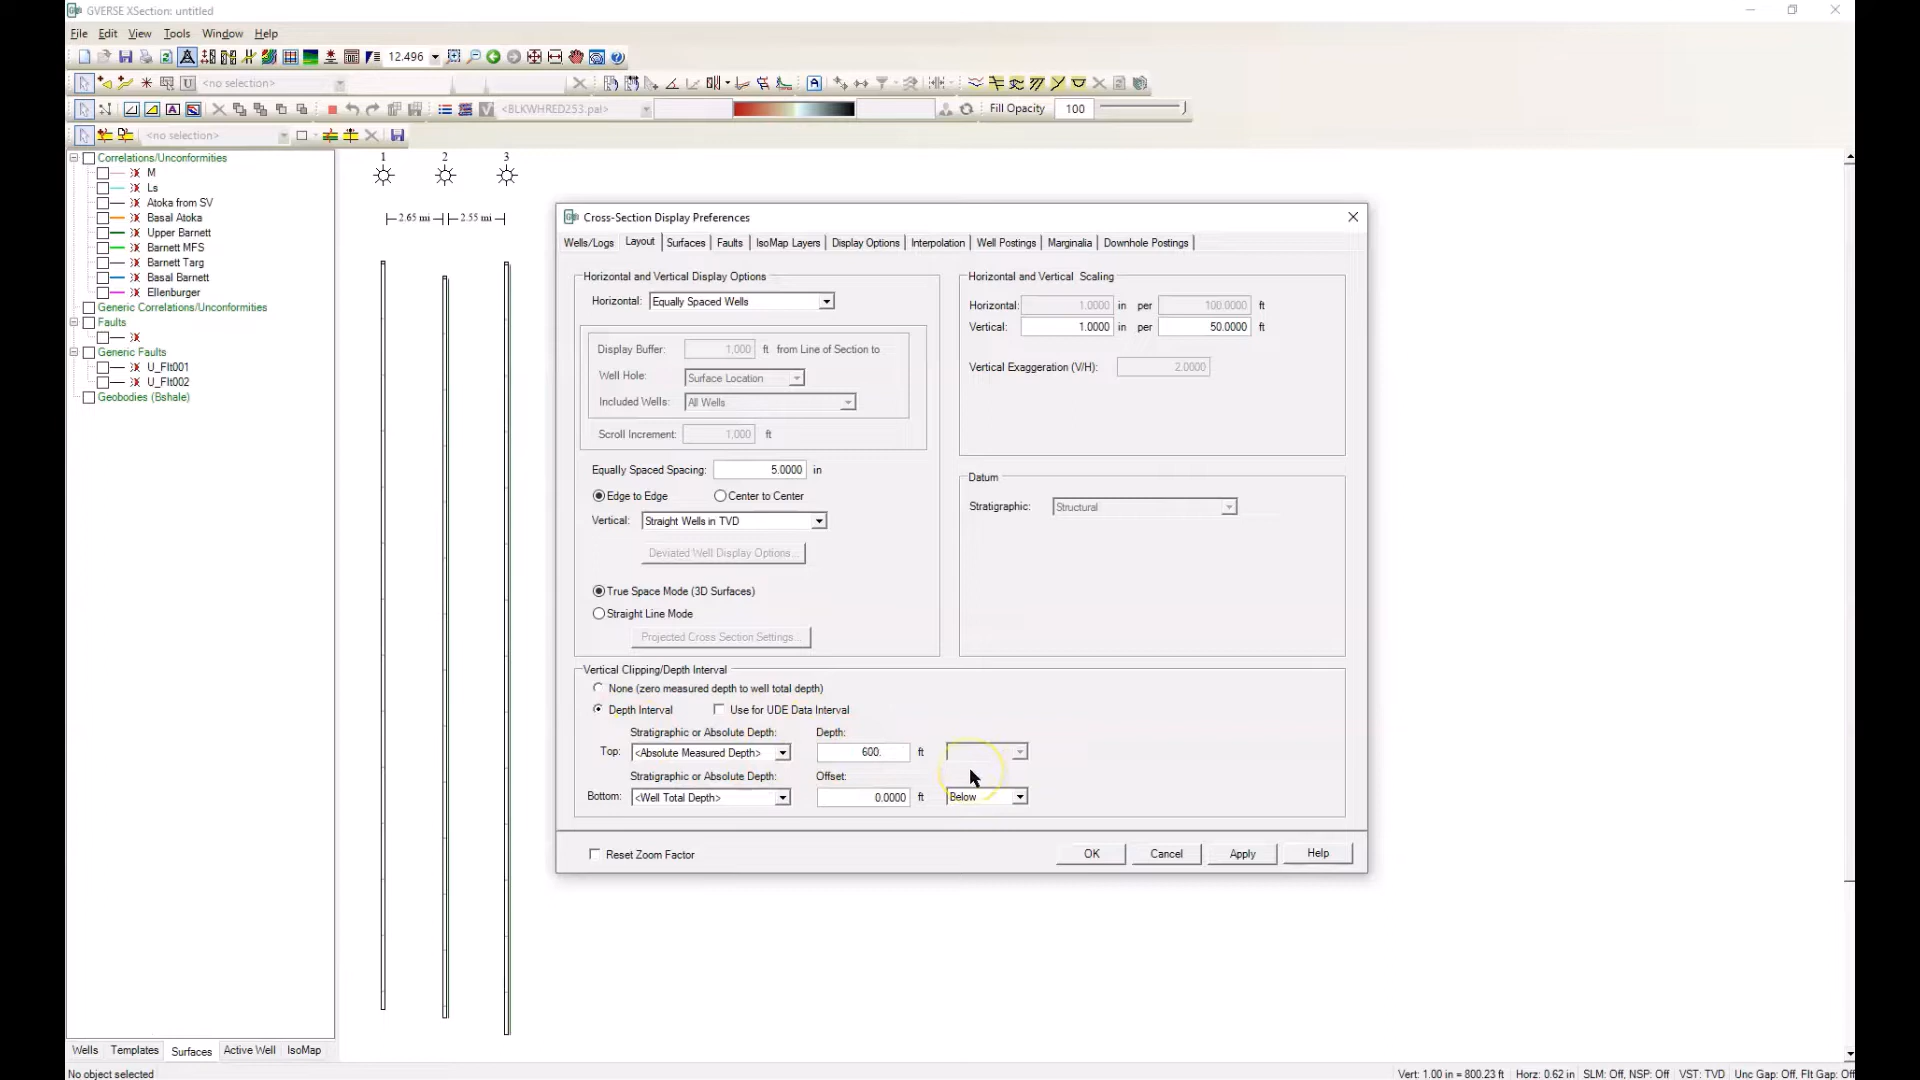 GVERSE XSection: untitled
File Edit View Tools Window Help
12.496
<no selection>
<BLKWHRED253.pal> Fill Opacity 100
<no selection>
Correlations/Unconformities
M
Ls
Atoka from SV
Basal Atoka
Upper Barnett
Barnett MFS
Barnett Targ
Basal Barnett
Ellenburger
Generic Correlations/Unconformities
Faults
Generic Faults
U_Flt001
U_Flt002
Geobodies (Bshale)
Wells Templates Surfaces Active Well IsoMap
1 2 3
2.65 mi 2.55 mi
Cross-Section Display Preferences
Wells/Logs Layout Surfaces Faults IsoMap Layers Display Options Interpolation Well Postings Marginalia Downhole Postings
Horizontal and Vertical Display Options
Horizontal: Equally Spaced Wells
Display Buffer: 1,000 ft from Line of Section to
Well Hole: Surface Location
Included Wells: All Wells
Scroll Increment: 1,000 ft
Equally Spaced Spacing: 5.0000 in
Edge to Edge Center to Center
Vertical: Straight Wells in TVD
Deviated Well Display Options...
True Space Mode (3D Surfaces)
Straight Line Mode
Projected Cross Section Settings...
Horizontal and Vertical Scaling
Horizontal: 1.0000 in per 100.0000 ft
Vertical: 1.0000 in per 50.0000 ft
Vertical Exaggeration (V/H): 2.0000
Datum
Stratigraphic: Structural
Vertical Clipping/Depth Interval
None (zero measured depth to well total depth)
Depth Interval Use for UDE Data Interval
Stratigraphic or Absolute Depth: Depth:
Top: <Absolute Measured Depth> 600. ft
Stratigraphic or Absolute Depth: Offset:
Bottom: <Well Total Depth> 0.0000 ft Below
Reset Zoom Factor OK Cancel Apply Help
No object selected Vert: 1.00 in = 800.23 ft Horz: 0.62 in SLM: Off, NSP: Off VST: TVD Unc Gap: Off, Flt Gap: Off